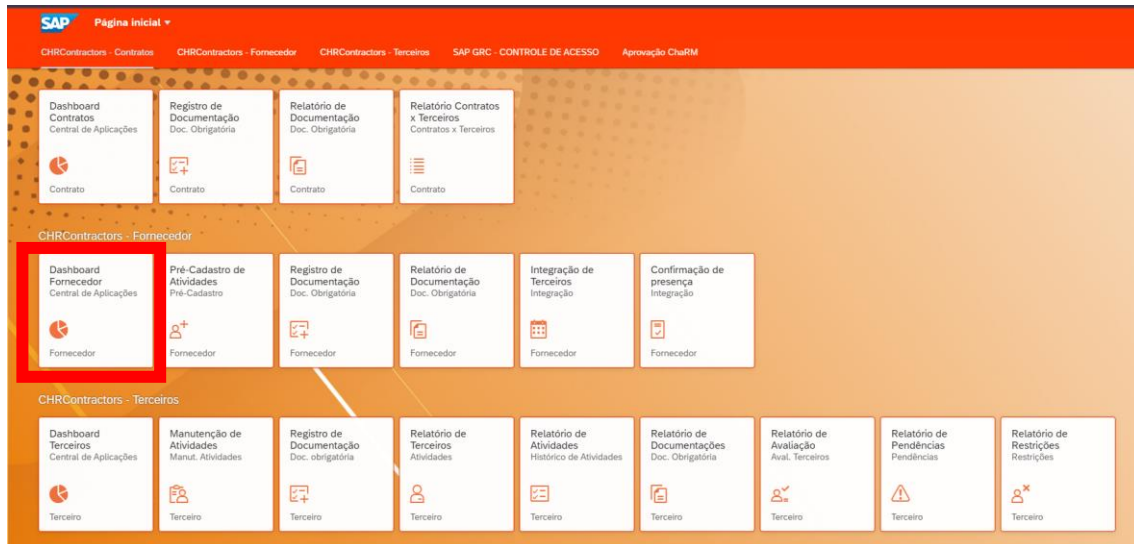 SAP Página inicial
CHRContractors - Contratos CHRContractors - Fornecedor CHRContractors - Terceiros SAP GRC - CONTROLE DE ACESSO Aprovação ChaRM
Dashboard
Contratos
Central de Aplicações
Contrato
Registro de
Documentação
Doc. Obrigatória
Contrato
Relatório de
Documentação
Doc. Obrigatória
Contrato
Relatório Contratos
x Terceiros
Contratos x Terceiros
Contrato
CHRContractors - Fornecedor
Dashboard
Fornecedor
Central de Aplicações
Fornecedor
Pré-Cadastro de
Atividades
Pré-Cadastro
Fornecedor
Registro de
Documentação
Doc. Obrigatória
Fornecedor
Relatório de
Documentação
Doc. Obrigatória
Fornecedor
Integração de
Terceiros
Integração
Fornecedor
Confirmação de
presença
Integração
Fornecedor
CHRContractors - Terceiros
Dashboard
Terceiros
Central de Aplicações
Terceiro
Manutenção de
Atividades
Manut. Atividades
Terceiro
Registro de
Documentação
Doc. obrigatória
Terceiro
Relatório de
Terceiros
Atividades
Terceiro
Relatório de
Atividades
Histórico de Atividades
Terceiro
Relatório de
Documentações
Doc. Obrigatória
Terceiro
Relatório de
Avaliação
Aval. Terceiros
Terceiro
Relatório de
Pendências
Pendências
Terceiro
Relatório de
Restrições
Restrições
Terceiro